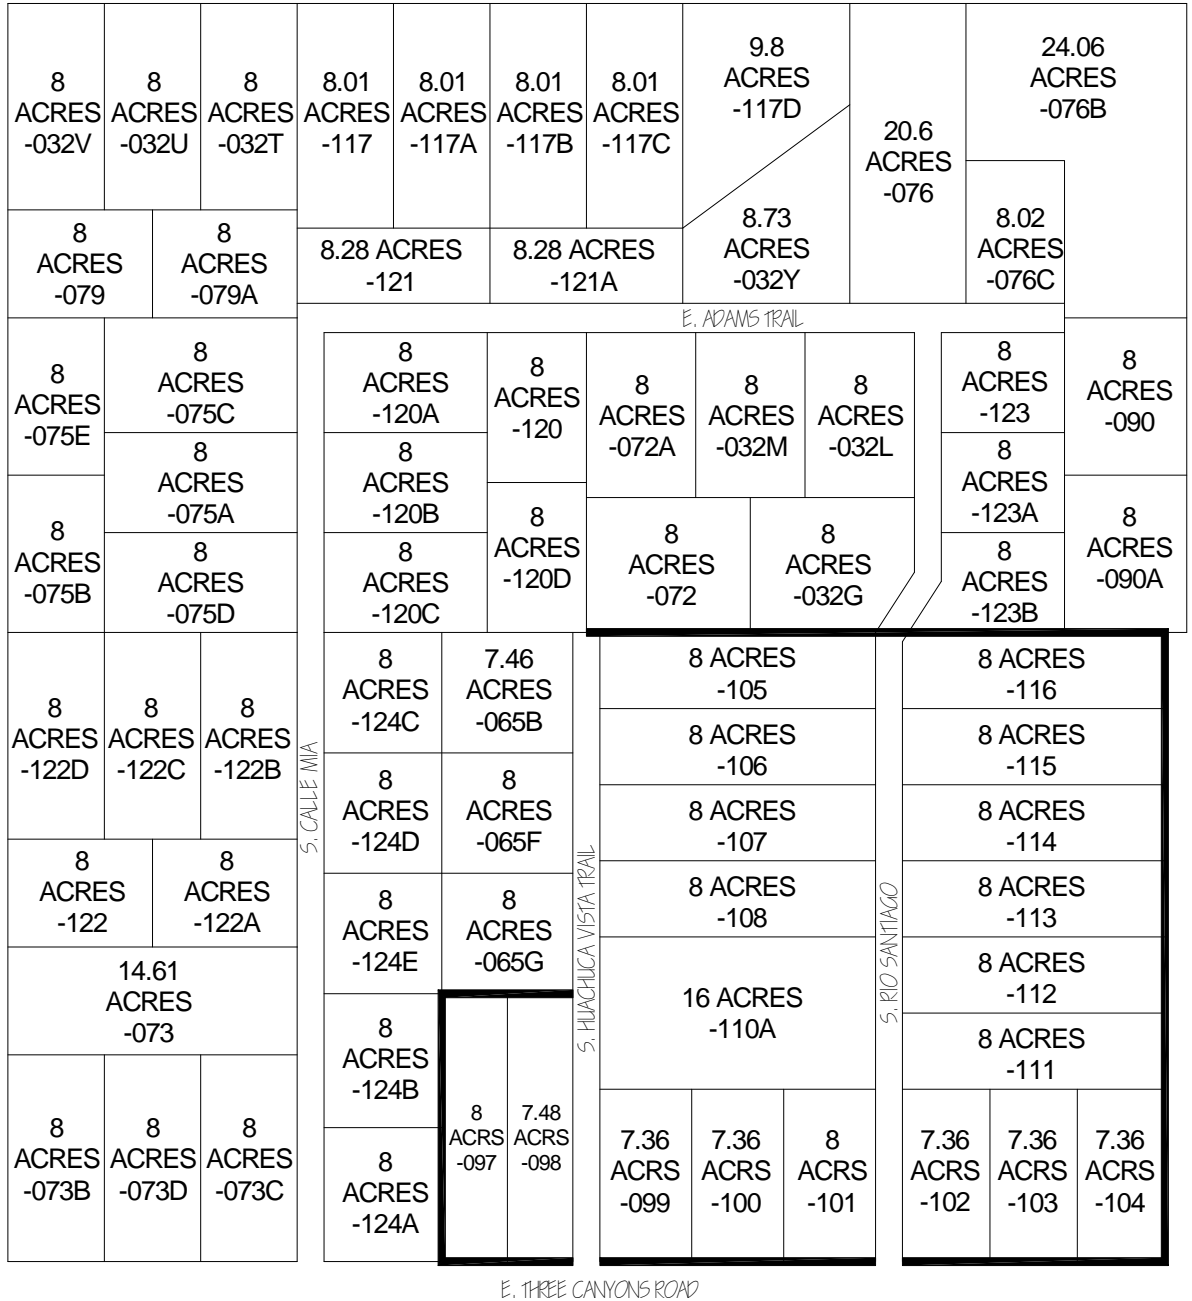 8
ACRES
-032V
8
ACRES
-032U
8
ACRES
-032T
8.01
ACRES
-117
8.01
ACRES
-117A
8.01
ACRES
-117B
8.01
ACRES
-117C
9.8
ACRES
-117D
20.6
ACRES
-076
24.06
ACRES
-076B
8
ACRES
-079
8
ACRES
-079A
8.28 ACRES
-121
8.28 ACRES
-121A
8.73
ACRES
-032Y
8.02
ACRES
-076C
E. ADAMS TRAIL
8
ACRES
-075E
8
ACRES
-075C
8
ACRES
-120A
8
ACRES
-120
8
ACRES
-072A
8
ACRES
-032M
8
ACRES
-032L
8
ACRES
-123
8
ACRES
-090
8
ACRES
-075A
8
ACRES
-120B
8
ACRES
-123A
8
ACRES
-075B
8
ACRES
-075D
8
ACRES
-120C
8
ACRES
-120D
8
ACRES
-072
8
ACRES
-032G
8
ACRES
-123B
8
ACRES
-090A
8
ACRES
-122D
8
ACRES
-122C
8
ACRES
-122B
S. CALLE MIA
8
ACRES
-124C
7.46
ACRES
-065B
8 ACRES
-105
8 ACRES
-116
8 ACRES
-106
8 ACRES
-115
8
ACRES
-124D
8
ACRES
-065F
8 ACRES
-107
8 ACRES
-114
8
ACRES
-122
8
ACRES
-122A
8
ACRES
-124E
8
ACRES
-065G
S. HUACHUCA VISTA TRAIL
8 ACRES
-108
S. RIO SANTIAGO
8 ACRES
-113
14.61
ACRES
-073
16 ACRES
-110A
8 ACRES
-112
8 ACRES
-111
8
ACRES
-124B
8
ACRES
-073B
8
ACRES
-073D
8
ACRES
-073C
8
ACRES
-124A
8
ACRS
-097
7.48
ACRS
-098
7.36
ACRS
-099
7.36
ACRS
-100
8
ACRS
-101
7.36
ACRS
-102
7.36
ACRS
-103
7.36
ACRS
-104
E. THREE CANYONS ROAD